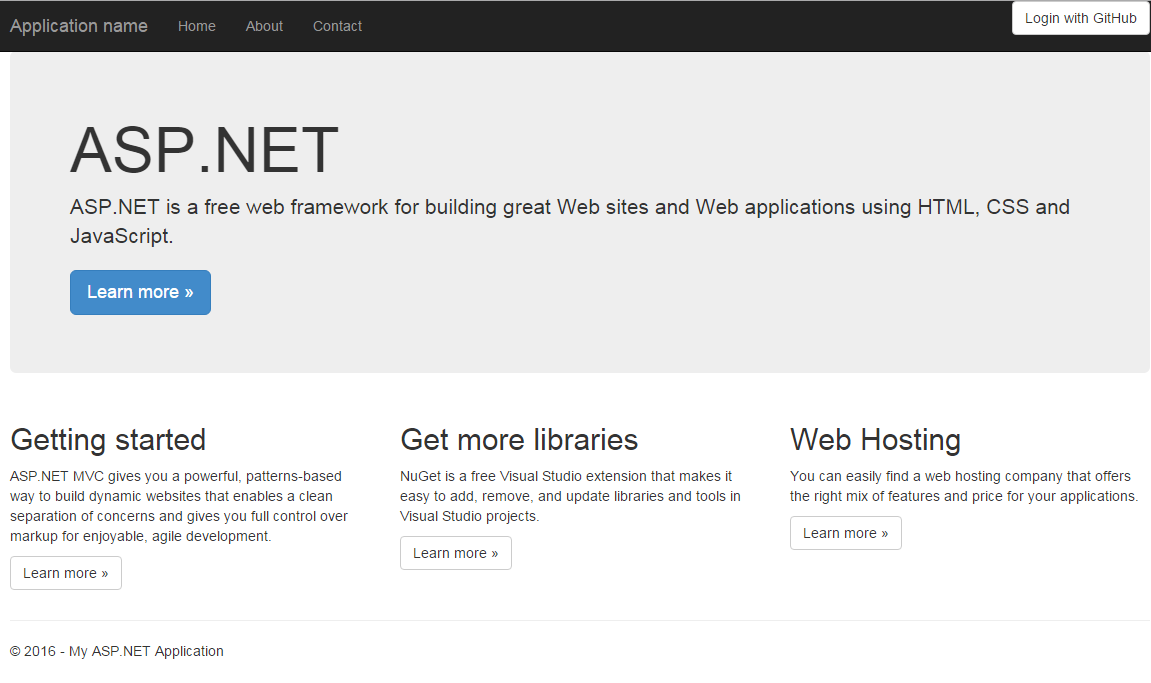 Application name Home About Contact Login with GitHub
ASP.NET
ASP.NET is a free web framework for building great Web sites and Web applications using HTML, CSS and
JavaScript.
Learn more »
Getting started
ASP.NET MVC gives you a powerful, patterns-based
way to build dynamic websites that enables a clean
separation of concerns and gives you full control over
markup for enjoyable, agile development.
Learn more »
Get more libraries
NuGet is a free Visual Studio extension that makes it
easy to add, remove, and update libraries and tools in
Visual Studio projects.
Learn more »
Web Hosting
You can easily find a web hosting company that offers
the right mix of features and price for your applications.
Learn more »
© 2016 - My ASP.NET Application